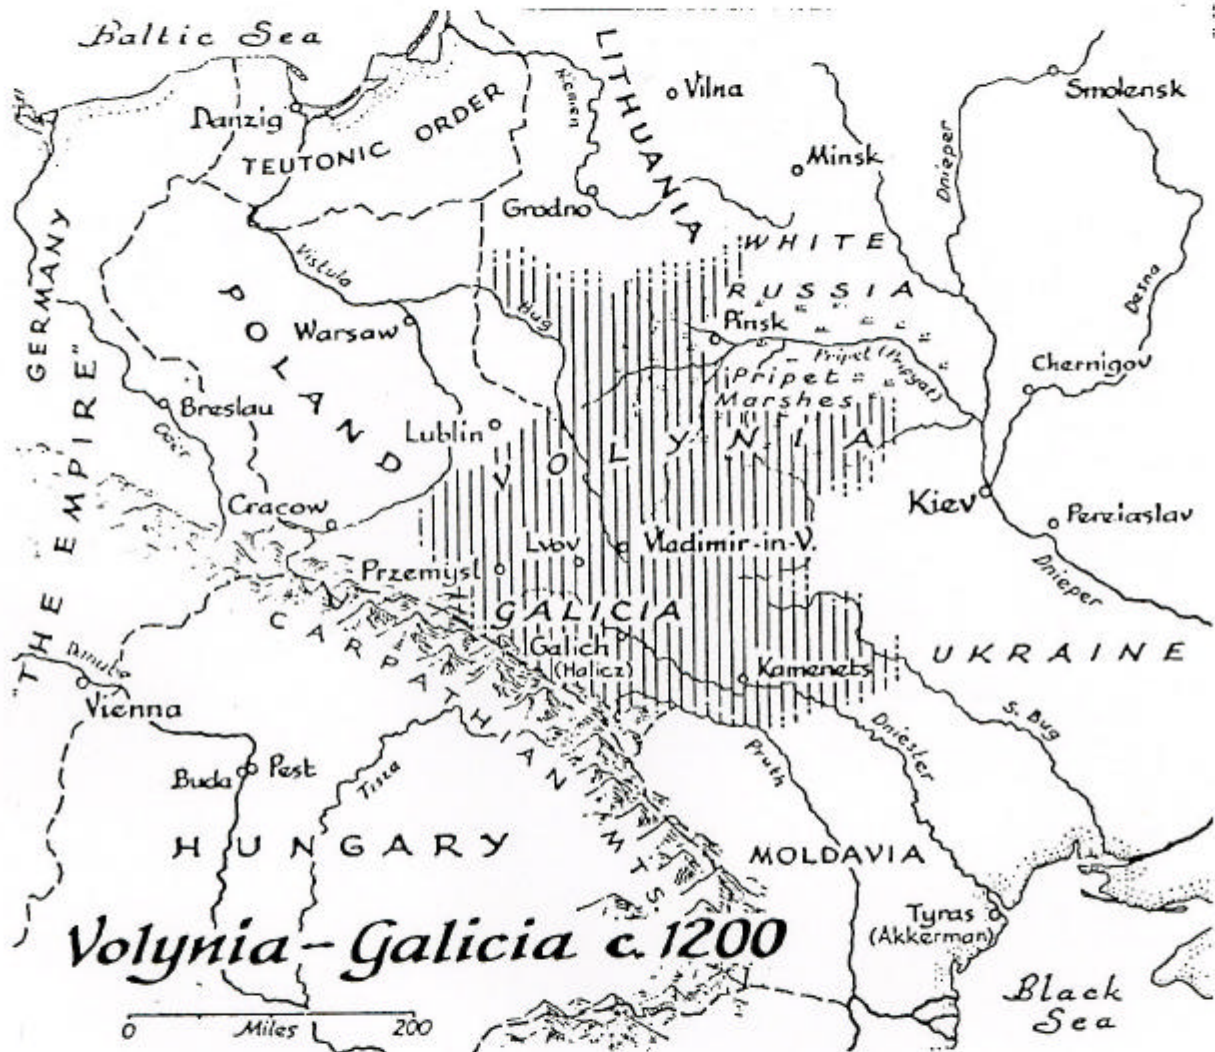 Baltic Sea
LITHUANIA
Niemen
Vilna
Smolensk
Danzig
TEUTONIC ORDER
Minsk
Dnieper
Grodno
GERMANY
WHITE
RUSSIA
Vistula
Desna
POLAND
Bug
Warsaw
Pinsk
Pripet (Pripyat)
Chernigov
Pripet
Marshes
"THE EMPIRE"
Breslau
Oder
Lublin
VOLYNIA
Kiev
Cracow
Pereiaslav
Lvov
Vladimir-in-V.
Przemysl
Dnieper
GALICIA
CARPATHIAN MTS.
Galich
(Halicz)
Kamenets
UKRAINE
Danube
Vienna
S. Bug
Dniester
Pruth
Buda
Pest
Tisza
HUNGARY
MOLDAVIA
Tyras
(Akkerman)
Volynia-Galicia c. 1200
Black
Sea
0 Miles 200